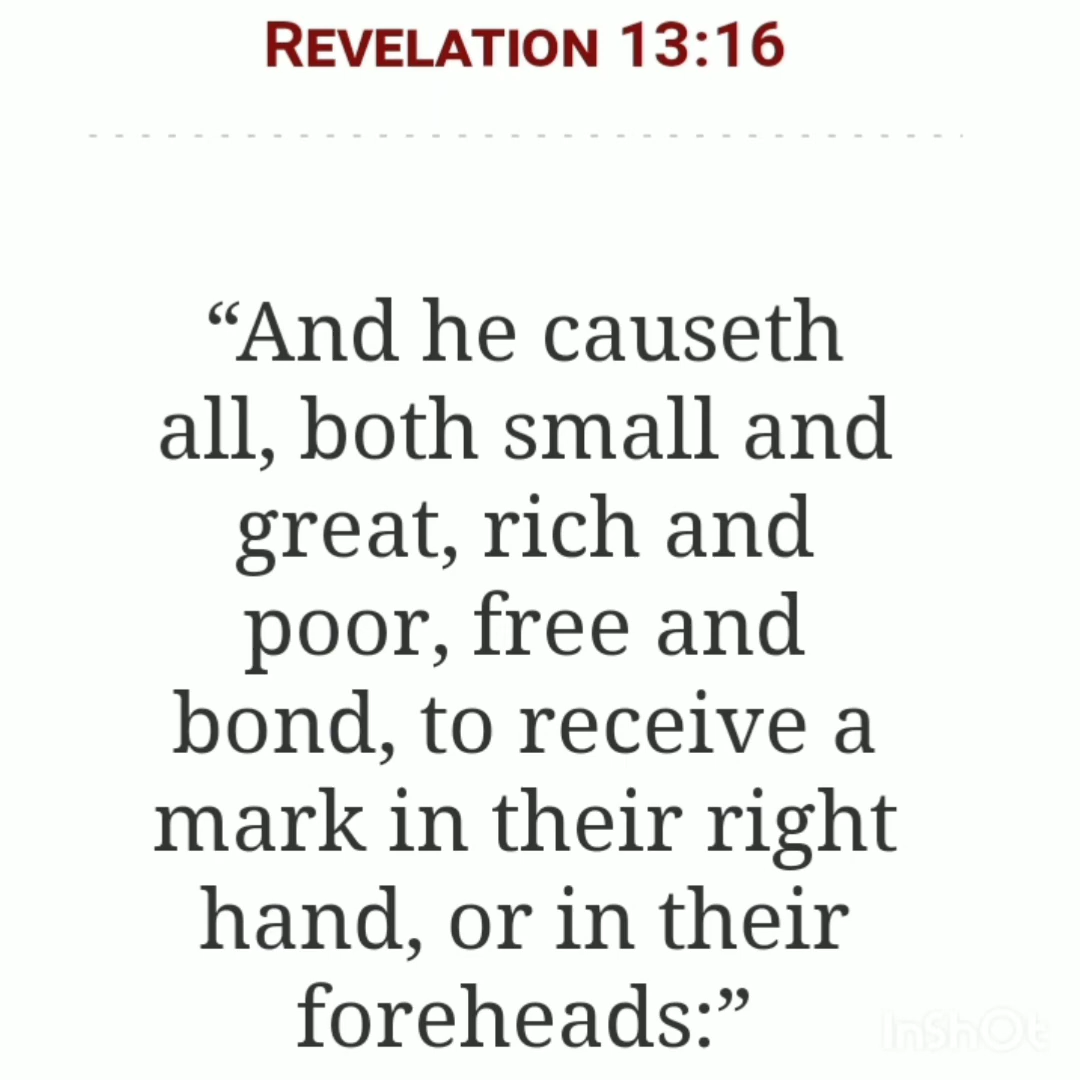 REVELATION 13:16
“And he causeth
all, both small and
great, rich and
poor, free and
bond, to receive a
mark in their right
hand, or in their
foreheads:”
InShOt